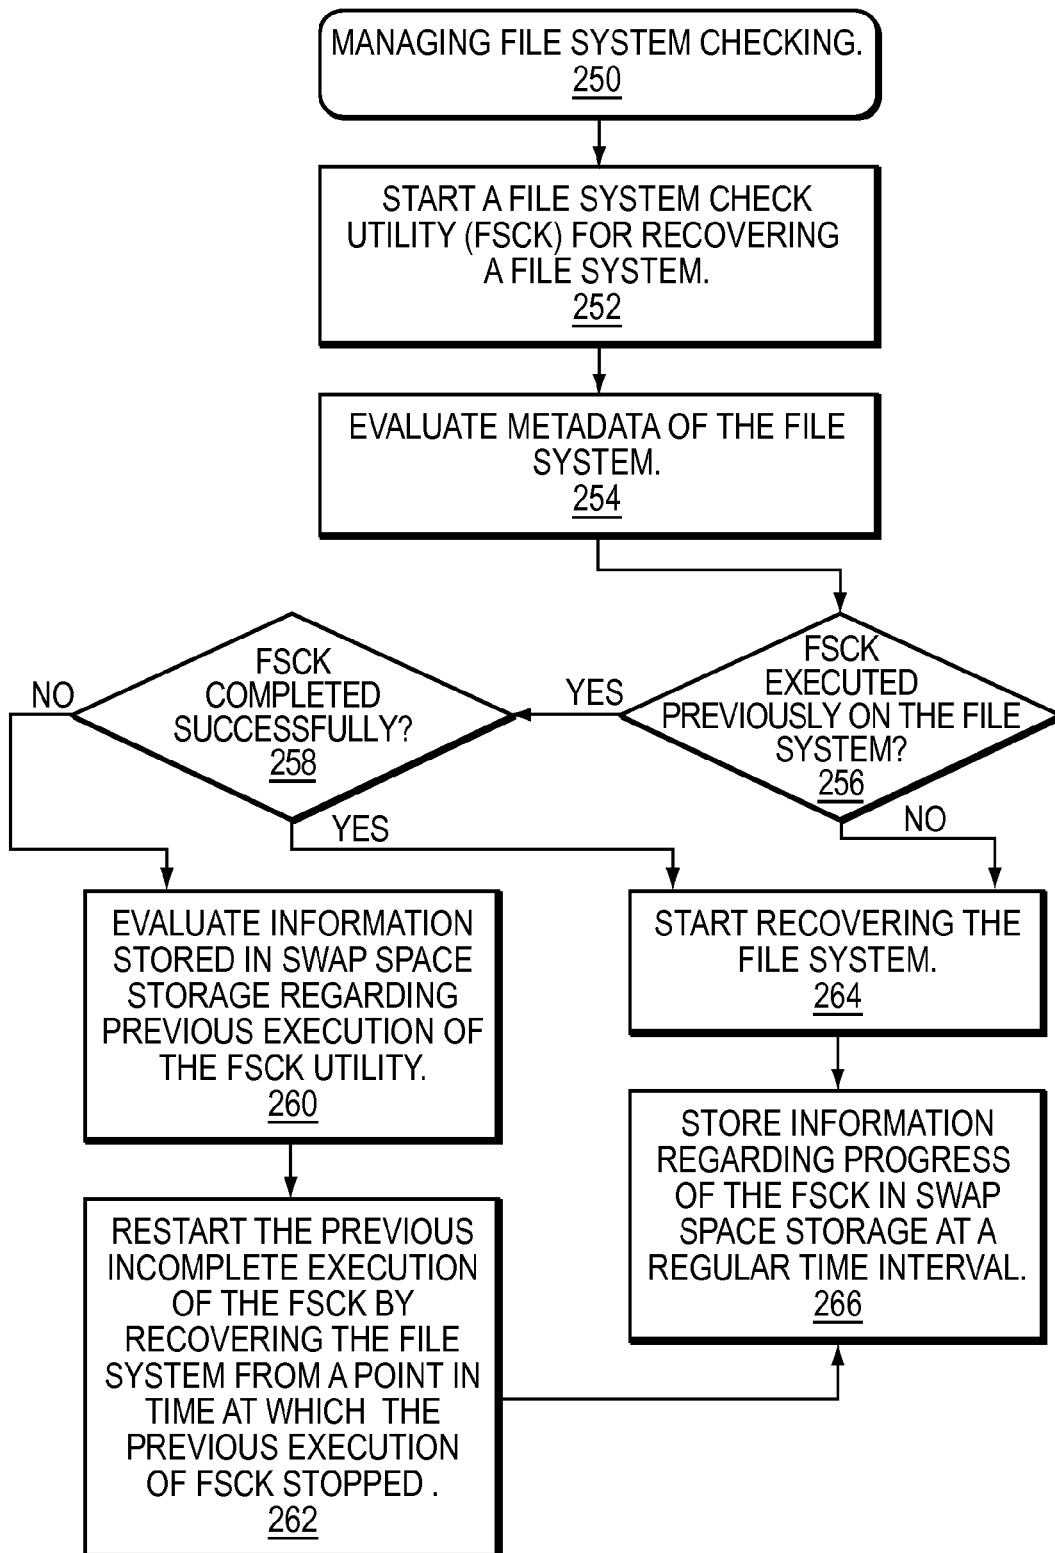 MANAGING FILE SYSTEM CHECKING.
250
START A FILE SYSTEM CHECK
UTILITY (FSCK) FOR RECOVERING
A FILE SYSTEM.
252
EVALUATE METADATA OF THE FILE
SYSTEM.
254
FSCK
EXECUTED
PREVIOUSLY ON THE FILE
SYSTEM?
256
YES
NO
FSCK
COMPLETED
SUCCESSFULLY?
258
NO
YES
EVALUATE INFORMATION
STORED IN SWAP SPACE
STORAGE REGARDING
PREVIOUS EXECUTION OF
THE FSCK UTILITY.
260
RESTART THE PREVIOUS
INCOMPLETE EXECUTION
OF THE FSCK BY
RECOVERING THE FILE
SYSTEM FROM A POINT IN
TIME AT WHICH THE
PREVIOUS EXECUTION
OF FSCK STOPPED .
262
START RECOVERING THE
FILE SYSTEM.
264
STORE INFORMATION
REGARDING PROGRESS
OF THE FSCK IN SWAP
SPACE STORAGE AT A
REGULAR TIME INTERVAL.
266